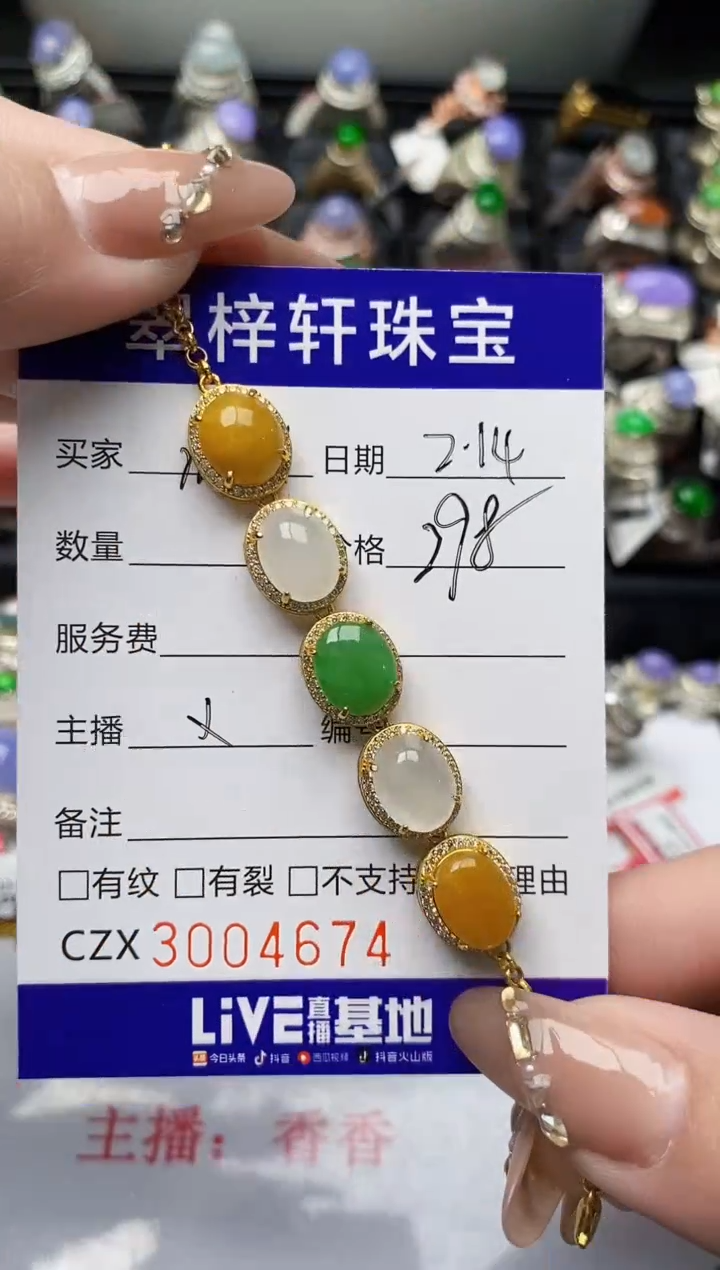 翠梓轩珠宝
买家 日期 2.14
数量 价格 398
服务费
主播 编号
备注
□有纹 □有裂 □不支持 理由
CZX 3004674
LiVE直播基地
今日头条 抖音 西瓜视频 抖音火山版
主播：香香